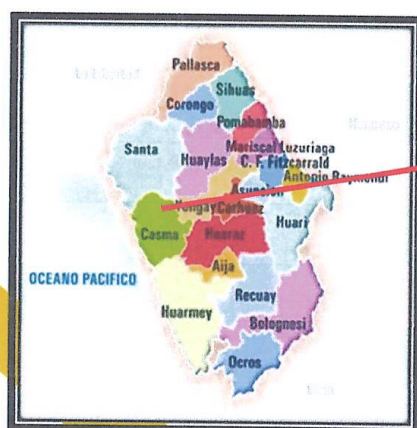 Pallasca
Sihuas
Corongo
Pomabamba
Santa
Mariscal Luzuriaga
Huaylas
C. F. Fitzcarrald
Antonio Raymondi
Asunción
Yungay
Carhuaz
Huari
Casma
Huaraz
Aija
OCEANO PACIFICO
Recuay
Huarmey
Bolognesi
Ocros